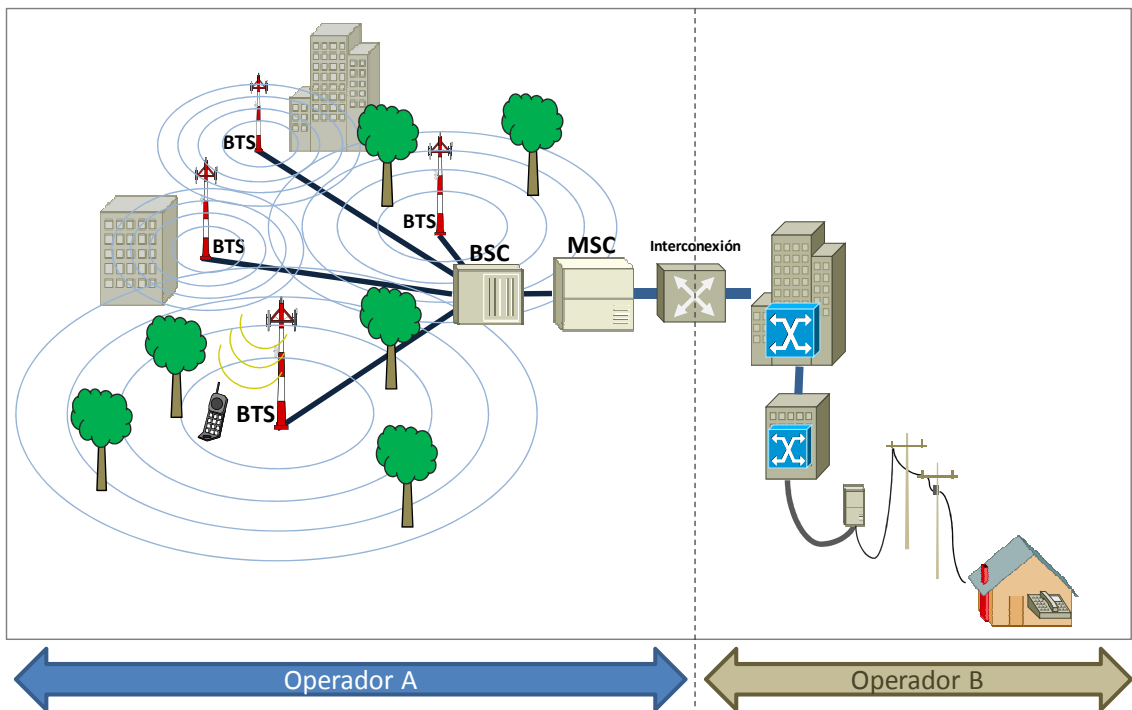 BTS
BTS
BTS
BTS
BSC
MSC
Interconexión
Operador A
Operador B